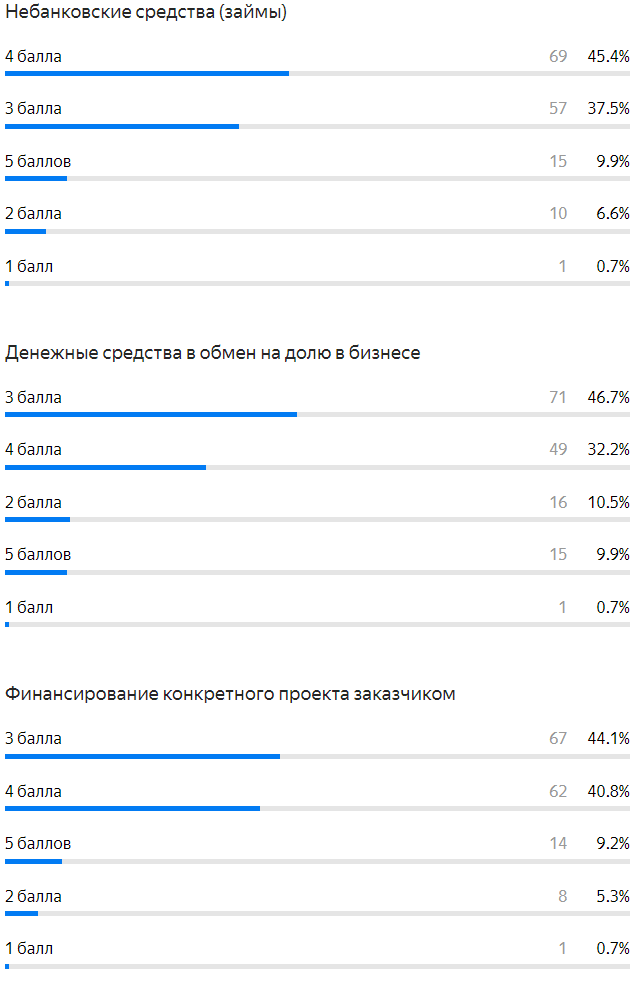 Небанковские средства (займы)
4 балла 69 45.4%
3 балла 57 37.5%
5 баллов 15 9.9%
2 балла 10 6.6%
1 балл 1 0.7%
Денежные средства в обмен на долю в бизнесе
3 балла 71 46.7%
4 балла 49 32.2%
2 балла 16 10.5%
5 баллов 15 9.9%
1 балл 1 0.7%
Финансирование конкретного проекта заказчиком
3 балла 67 44.1%
4 балла 62 40.8%
5 баллов 14 9.2%
2 балла 8 5.3%
1 балл 1 0.7%